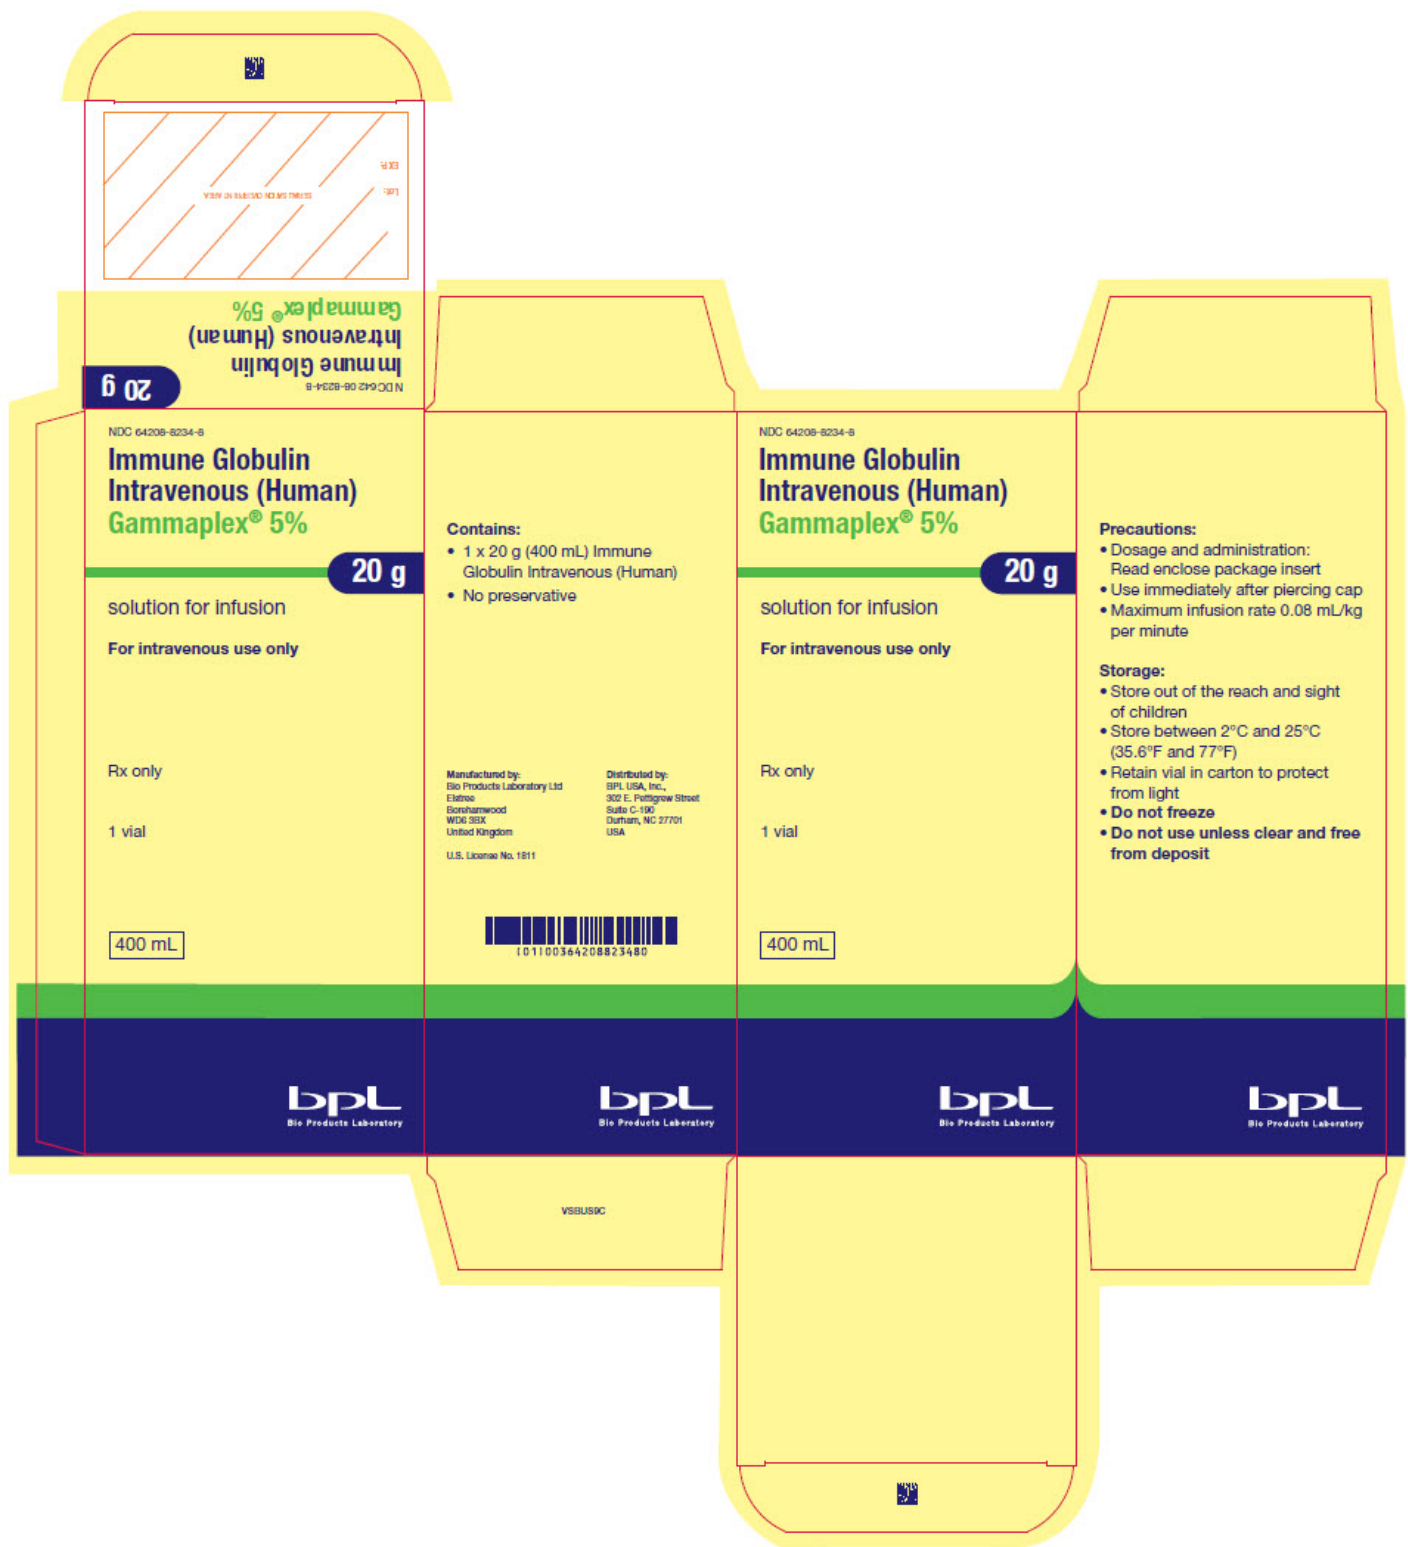 EXP:
Lot:
SERIALISATION OVERPRINT AREA
Gammaplex® 5%
Intravenous (Human)
Immune Globulin
20 g
NDC 64208-8234-8
NDC 64208-8234-8
Immune Globulin
Intravenous (Human)
Gammaplex® 5%
20 g
solution for infusion
For intravenous use only
Rx only
1 vial
400 mL
bpl
Bio Products Laboratory
Contains:
• 1 x 20 g (400 mL) Immune
Globulin Intravenous (Human)
• No preservative
Manufactured by:
Bio Products Laboratory Ltd
Elstree
Borehamwood
WD6 3BX
United Kingdom
U.S. License No. 1811
Distributed by:
BPL USA, Inc.,
302 E. Pettigrew Street
Suite C-190
Durham, NC 27701
USA
(01)00364208823480
bpl
Bio Products Laboratory
VSBUS9C
NDC 64208-8234-8
Immune Globulin
Intravenous (Human)
Gammaplex® 5%
20 g
solution for infusion
For intravenous use only
Rx only
1 vial
400 mL
bpl
Bio Products Laboratory
Precautions:
• Dosage and administration:
Read enclose package insert
• Use immediately after piercing cap
• Maximum infusion rate 0.08 mL/kg
per minute
Storage:
• Store out of the reach and sight
of children
• Store between 2°C and 25°C
(35.6°F and 77°F)
• Retain vial in carton to protect
from light
• Do not freeze
• Do not use unless clear and free
from deposit
bpl
Bio Products Laboratory